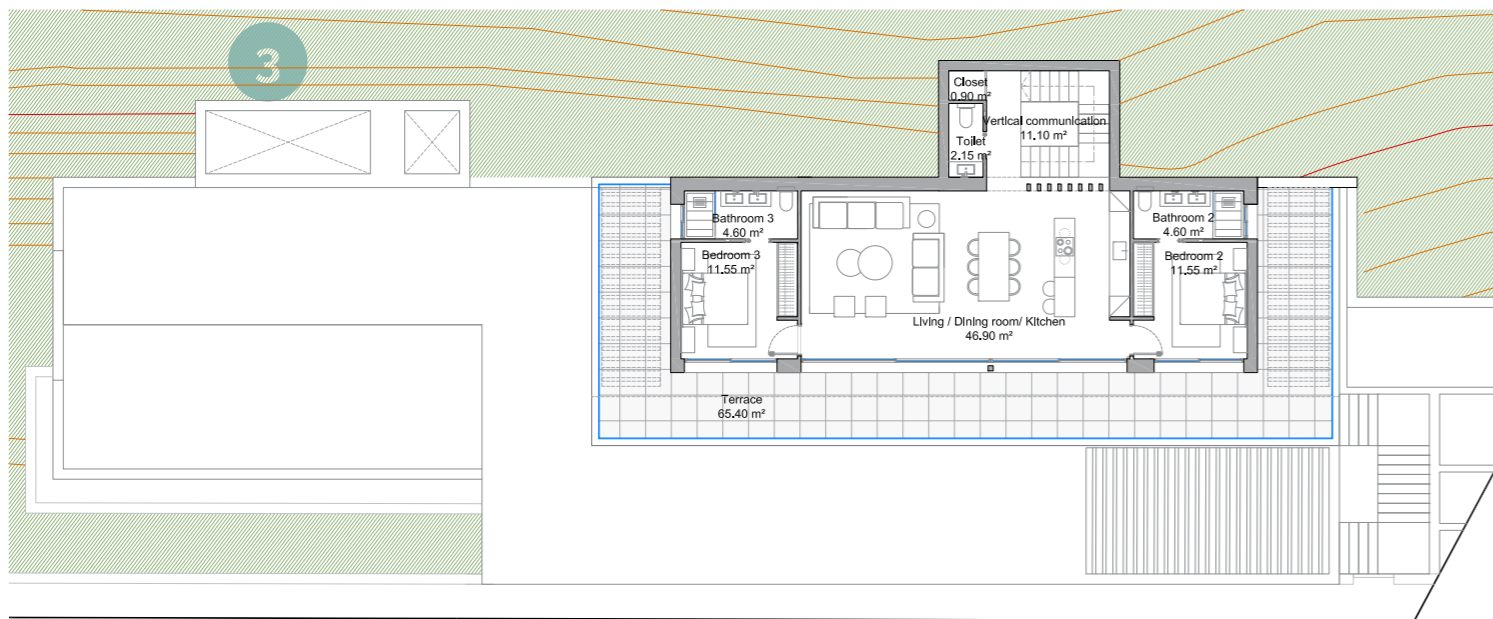 3
Closet
0.90 m²
Vertical communication
11.10 m²
Toilet
2.15 m²
Bathroom 3
4.60 m²
Bathroom 2
4.60 m²
Bedroom 3
11.55 m²
Bedroom 2
11.55 m²
Living / Dining room/ Kitchen
46.90 m²
Terrace
65.40 m²